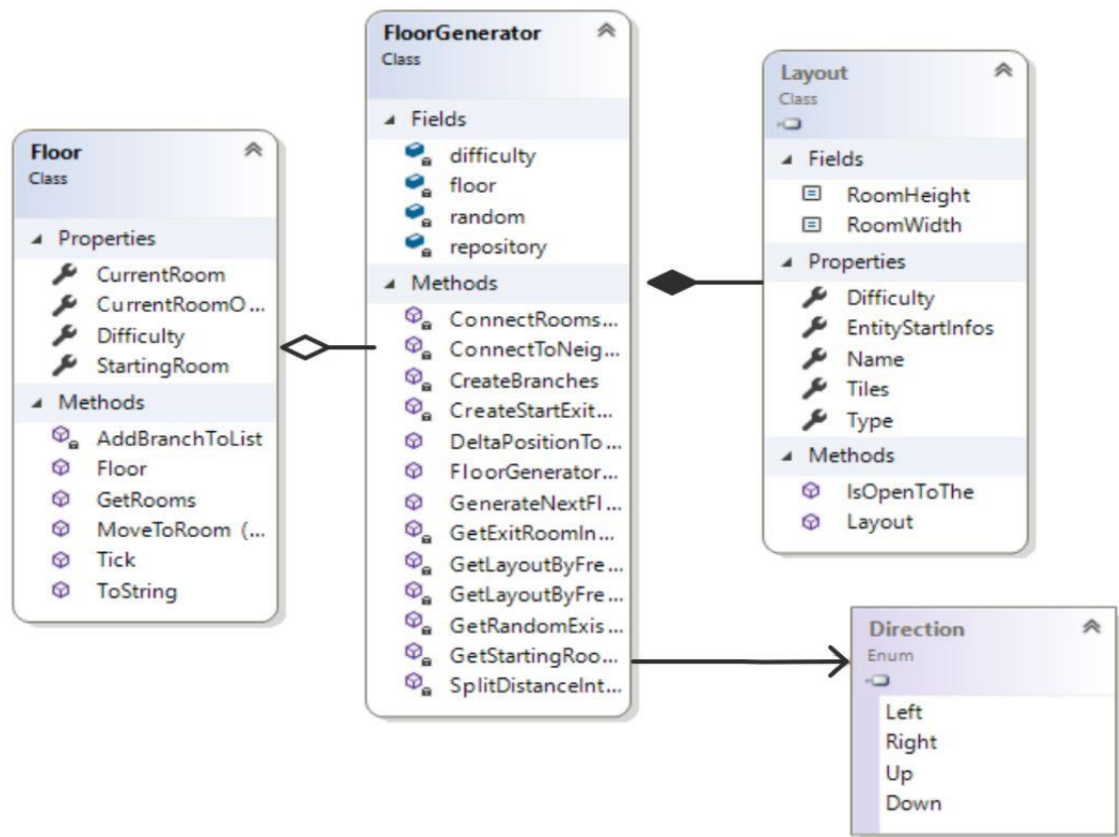 Floor
Class
Properties
CurrentRoom
CurrentRoomO...
Difficulty
StartingRoom
Methods
AddBranchToList
Floor
GetRooms
MoveToRoom (...
Tick
ToString
FloorGenerator
Class
Fields
difficulty
floor
random
repository
Methods
ConnectRooms...
ConnectToNeig...
CreateBranches
CreateStartExit...
DeltaPositionTo...
FloorGenerator...
GenerateNextFl...
GetExitRoomIn...
GetLayoutByFre...
GetLayoutByFre...
GetRandomExis...
GetStartingRoo...
SplitDistanceInt...
Layout
Class
Fields
RoomHeight
RoomWidth
Properties
Difficulty
EntityStartInfos
Name
Tiles
Type
Methods
IsOpenToThe
Layout
Direction
Enum
Left
Right
Up
Down